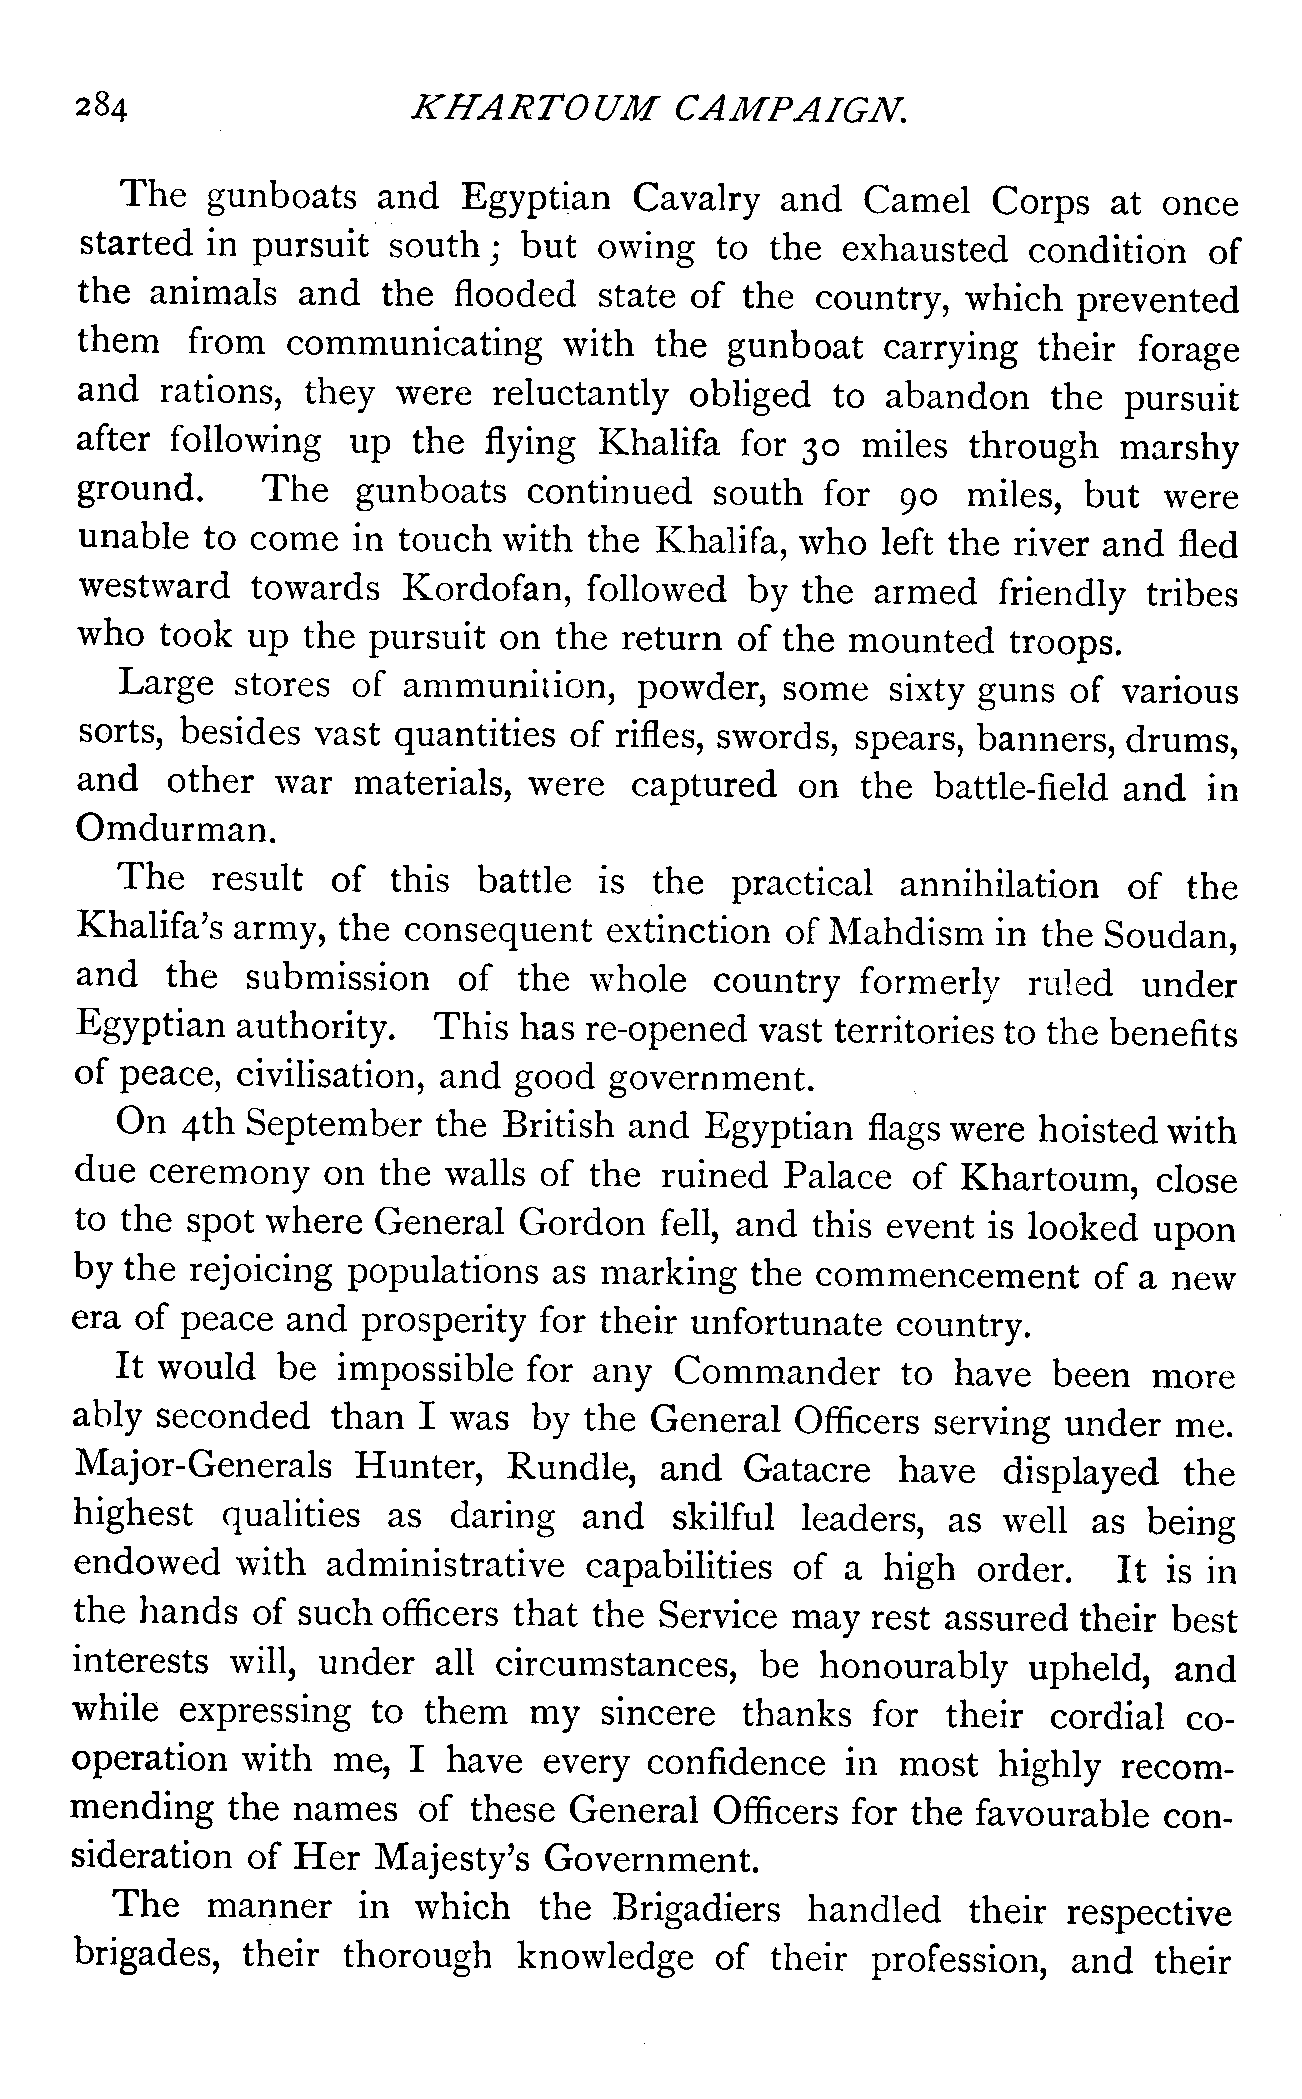 284 KHARTOUM CAMPAIGN.
The gunboats and Egyptian Cavalry and Camel Corps at once
started in pursuit south; but owing to the exhausted condition of
the animals and the flooded state of the country, which prevented
them from communicating with the gunboat carrying their forage
and rations, they were reluctantly obliged to abandon the pursuit
after following up the flying Khalifa for 30 miles through marshy
ground. The gunboats continued south for 90 miles, but were
unable to come in touch with the Khalifa, who left the river and fled
westward towards Kordofan, followed by the armed friendly tribes
who took up the pursuit on the return of the mounted troops.
Large stores of ammunition, powder, some sixty guns of various
sorts, besides vast quantities of rifles, swords, spears, banners, drums,
and other war materials, were captured on the battle-field and in
Omdurman.
The result of this battle is the practical annihilation of the
Khalifa's army, the consequent extinction of Mahdism in the Soudan,
and the submission of the whole country formerly ruled under
Egyptian authority. This has re-opened vast territories to the benefits
of peace, civilisation, and good government.
On 4th September the British and Egyptian flags were hoisted with
due ceremony on the walls of the ruined Palace of Khartoum, close
to the spot where General Gordon fell, and this event is looked upon
by the rejoicing populations as marking the commencement of a new
era of peace and prosperity for their unfortunate country.
It would be impossible for any Commander to have been more
ably seconded than I was by the General Officers serving under me.
Major-Generals Hunter, Rundle, and Gatacre have displayed the
highest qualities as daring and skilful leaders, as well as being
endowed with administrative capabilities of a high order. It is in
the hands of such officers that the Service may rest assured their best
interests will, under all circumstances, be honourably upheld, and
while expressing to them my sincere thanks for their cordial co-
operation with me, I have every confidence in most highly recom-
mending the names of these General Officers for the favourable con-
sideration of Her Majesty's Government.
The manner in which the Brigadiers handled their respective
brigades, their thorough knowledge of their profession, and their